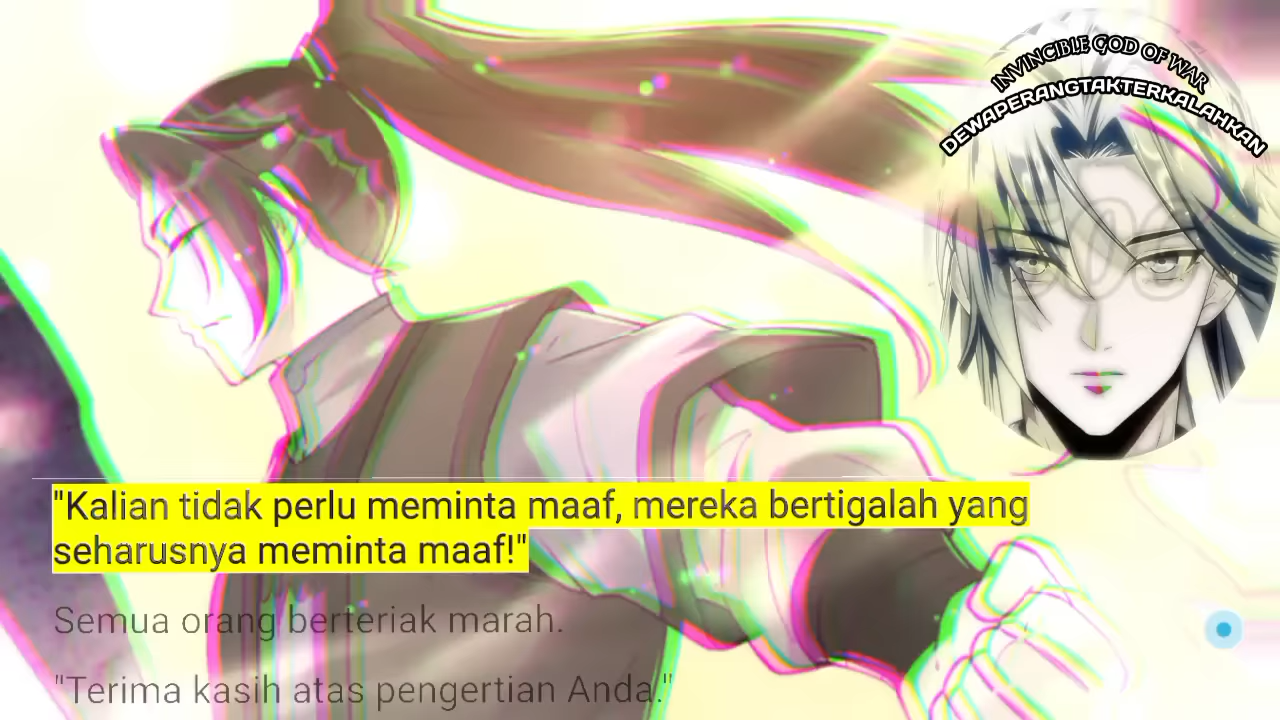 INVINCIBLE GOD OF WAR
DEWAPERANGTAKTERKALAHKAN
"Kalian tidak perlu meminta maaf, mereka bertigalah yang
seharusnya meminta maaf!"
Semua orang berteriak marah.
"Terima kasih atas pengertian Anda."